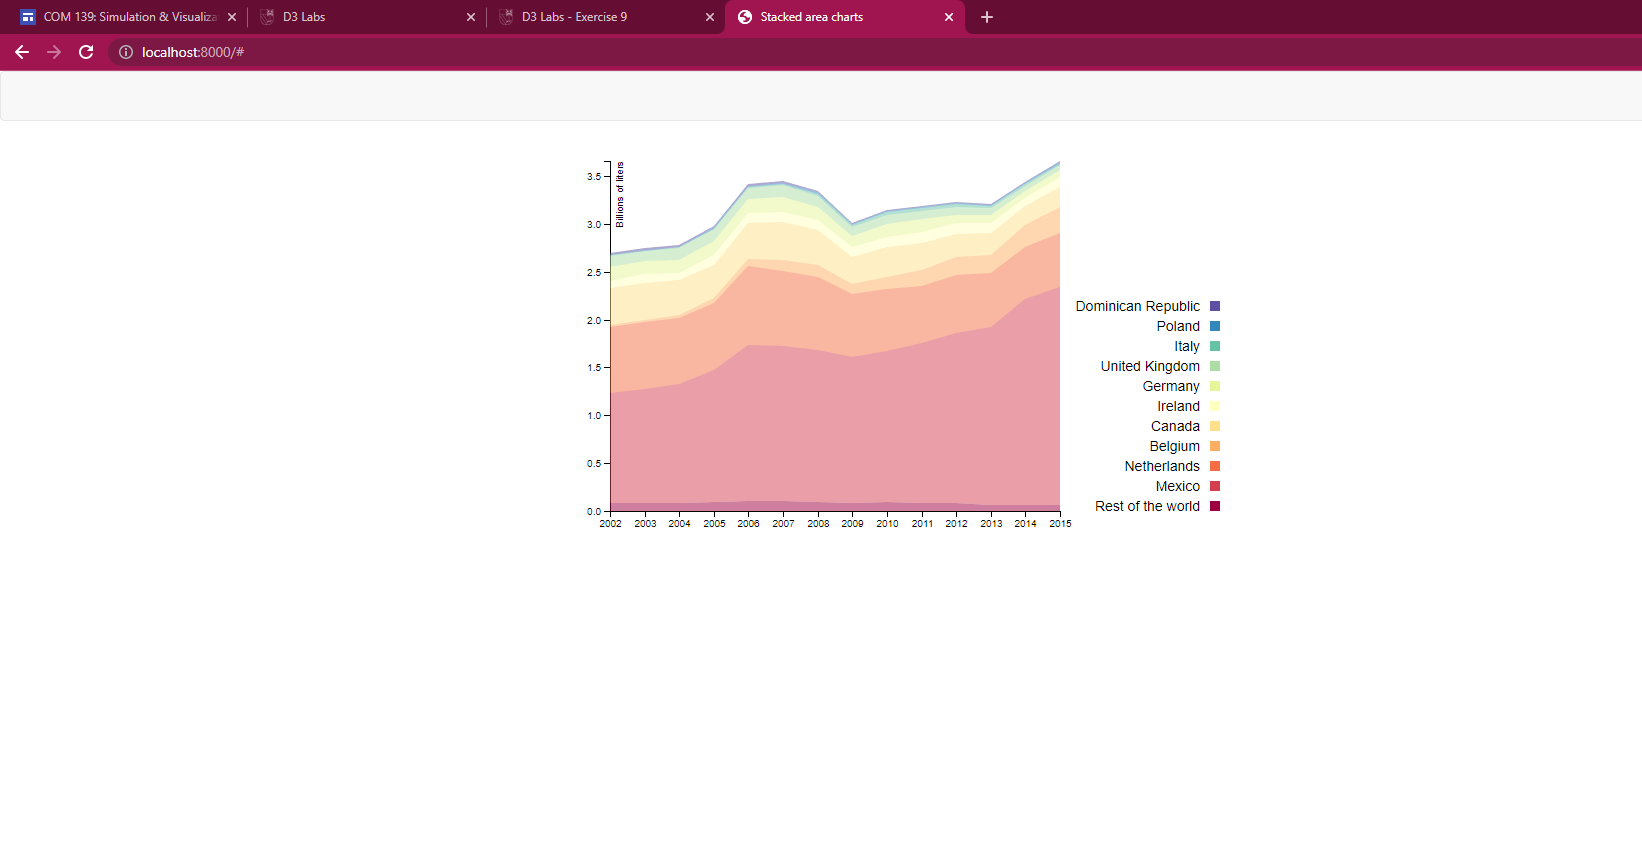 COM 139: Simulation & Visualiza
D3 Labs
D3 Labs - Exercise 9
Stacked area charts
localhost:8000/#
Billions of liters
3.5
3.0
2.5
2.0
1.5
1.0
0.5
0.0
2002 2003 2004 2005 2006 2007 2008 2009 2010 2011 2012 2013 2014 2015
Dominican Republic
Poland
Italy
United Kingdom
Germany
Ireland
Canada
Belgium
Netherlands
Mexico
Rest of the world